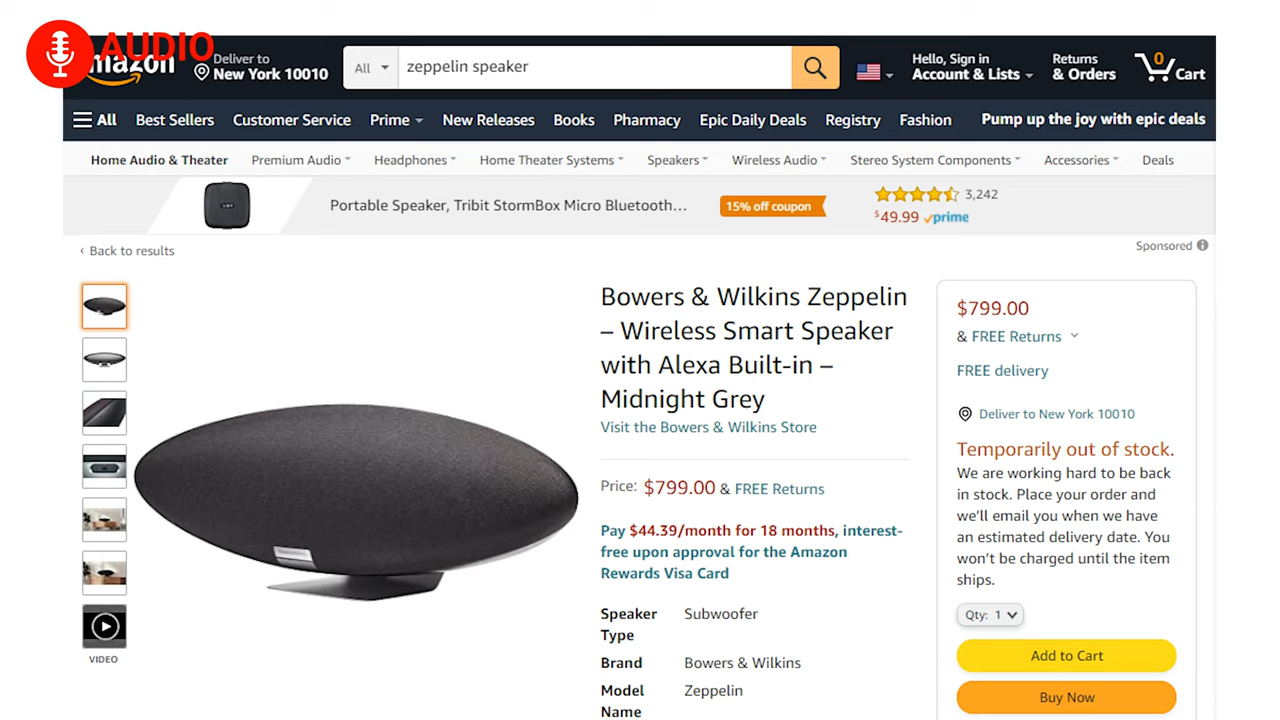 AUDIO
amazon
Deliver to
New York 10010
All
zeppelin speaker
Hello, Sign in
Account & Lists
Returns
& Orders
0
Cart
All
Best Sellers
Customer Service
Prime
New Releases
Books
Pharmacy
Epic Daily Deals
Registry
Fashion
Pump up the joy with epic deals
Home Audio & Theater
Premium Audio
Headphones
Home Theater Systems
Speakers
Wireless Audio
Stereo System Components
Accessories
Deals
Portable Speaker, Tribit StormBox Micro Bluetooth...
15% off coupon
3,242
$49.99 prime
‹ Back to results
Sponsored
Bowers & Wilkins Zeppelin
– Wireless Smart Speaker
with Alexa Built-in –
Midnight Grey
Visit the Bowers & Wilkins Store
Price: $799.00 & FREE Returns
Pay $44.39/month for 18 months, interest-
free upon approval for the Amazon
Rewards Visa Card
Speaker Type
Subwoofer
Brand
Bowers & Wilkins
Model Name
Zeppelin
VIDEO
$799.00
& FREE Returns
FREE delivery
Deliver to New York 10010
Temporarily out of stock.
We are working hard to be back
in stock. Place your order and
we'll email you when we have
an estimated delivery date. You
won't be charged until the item
ships.
Qty: 1
Add to Cart
Buy Now